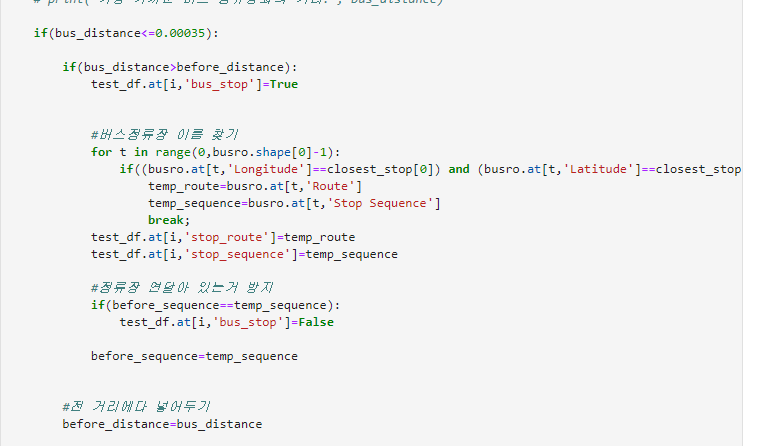 bus_distance)
if(bus_distance<=0.00035):
if(bus_distance>before_distance):
test_df.at[i,'bus_stop']=True
#버스정류장 이름 찾기
for t in range(0,busro.shape[0]-1):
if((busro.at[t,'Longitude']==closest_stop[0]) and (busro.at[t,'Latitude']==closest_stop
temp_route=busro.at[t,'Route']
temp_sequence=busro.at[t,'Stop Sequence']
break;
test_df.at[i,'stop_route']=temp_route
test_df.at[i,'stop_sequence']=temp_sequence
#정류장 연달아 있는거 방지
if(before_sequence==temp_sequence):
test_df.at[i,'bus_stop']=False
before_sequence=temp_sequence
#전 거리에다 넣어두기
before_distance=bus_distance